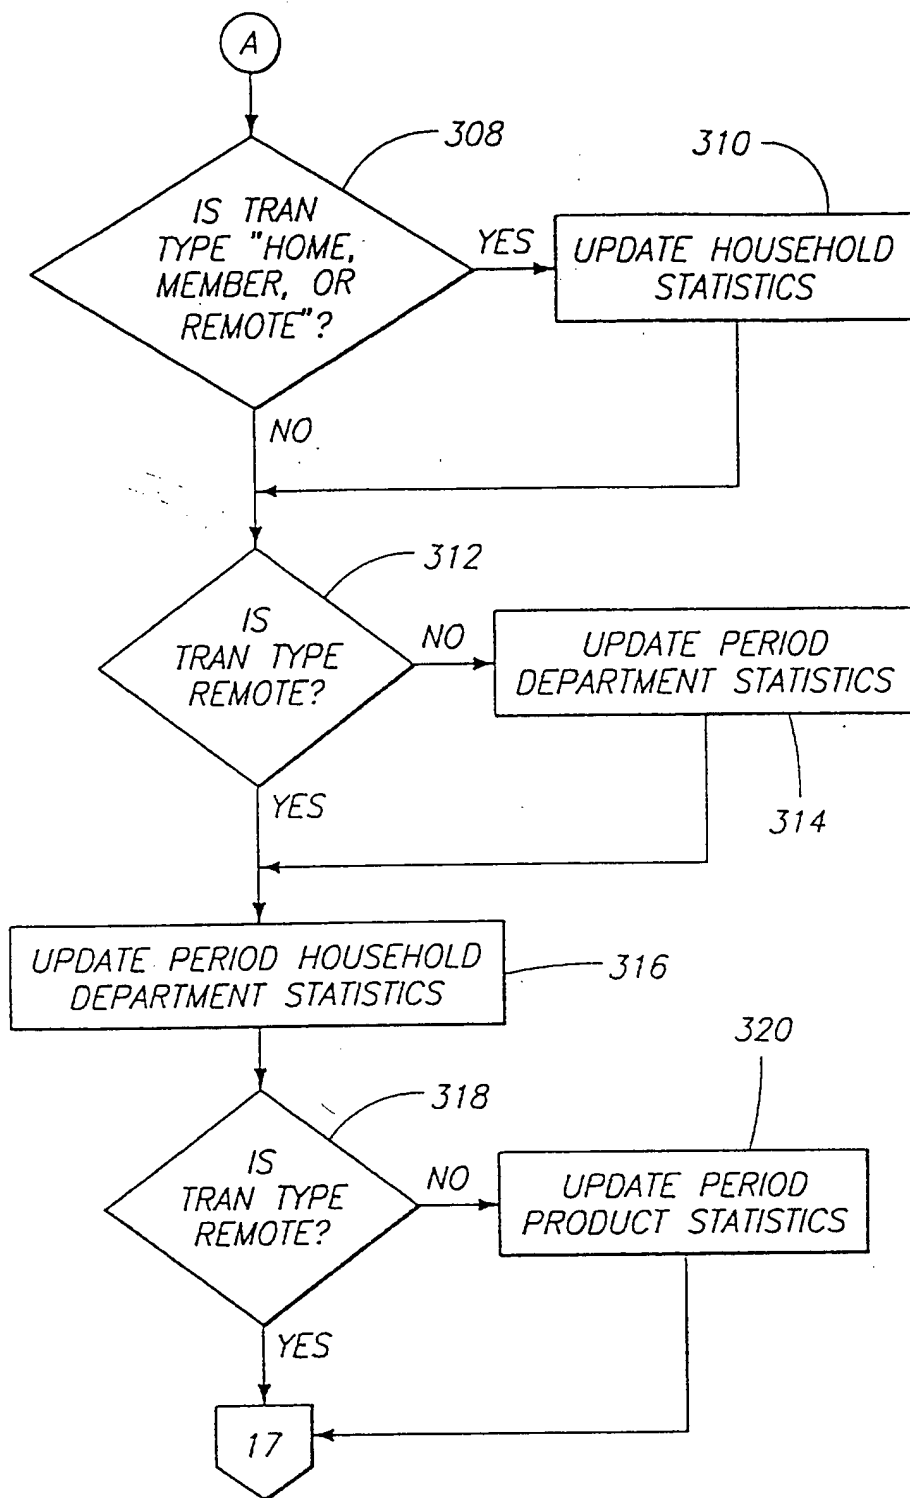 A
308
IS TRAN
TYPE "HOME,
MEMBER, OR
REMOTE"?
YES
310
UPDATE HOUSEHOLD
STATISTICS
NO
312
IS
TRAN TYPE
REMOTE?
NO
UPDATE PERIOD
DEPARTMENT STATISTICS
314
YES
UPDATE PERIOD HOUSEHOLD
DEPARTMENT STATISTICS
316
318
IS
TRAN TYPE
REMOTE?
NO
320
UPDATE PERIOD
PRODUCT STATISTICS
YES
17